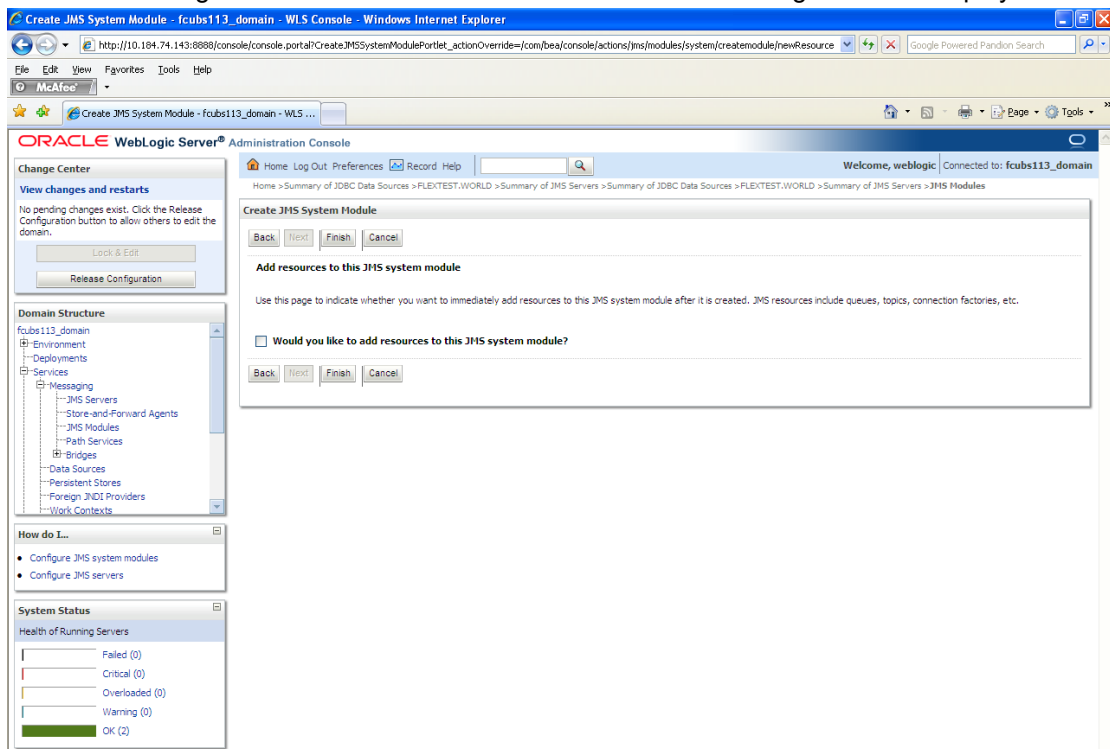 Create JMS System Module - fcubs113_domain - WLS Console - Windows Internet Explorer
http://10.184.74.143:8888/console/console.portal?CreateJMSSystemModulePortlet_actionOverride=/com/bea/console/actions/jms/modules/system/createmodule/newResource
Google Powered Pandion Search
File Edit View Favorites Tools Help
McAfee
Create JMS System Module - fcubs113_domain - WLS ...
Page Tools
ORACLE WebLogic Server® Administration Console
Change Center
View changes and restarts
No pending changes exist. Click the Release
Configuration button to allow others to edit the
domain.
Lock & Edit
Release Configuration
Domain Structure
fcubs113_domain
Environment
Deployments
Services
Messaging
JMS Servers
Store-and-Forward Agents
JMS Modules
Path Services
Bridges
Data Sources
Persistent Stores
Foreign JNDI Providers
Work Contexts
How do I...
Configure JMS system modules
Configure JMS servers
System Status
Health of Running Servers
Failed (0)
Critical (0)
Overloaded (0)
Warning (0)
OK (2)
Home Log Out Preferences Record Help
Welcome, weblogic Connected to: fcubs113_domain
Home >Summary of JDBC Data Sources >FLEXTEST.WORLD >Summary of JMS Servers >Summary of JDBC Data Sources >FLEXTEST.WORLD >Summary of JMS Servers >JMS Modules
Create JMS System Module
Back Next Finish Cancel
Add resources to this JMS system module
Use this page to indicate whether you want to immediately add resources to this JMS system module after it is created. JMS resources include queues, topics, connection factories, etc.
Would you like to add resources to this JMS system module?
Back Next Finish Cancel